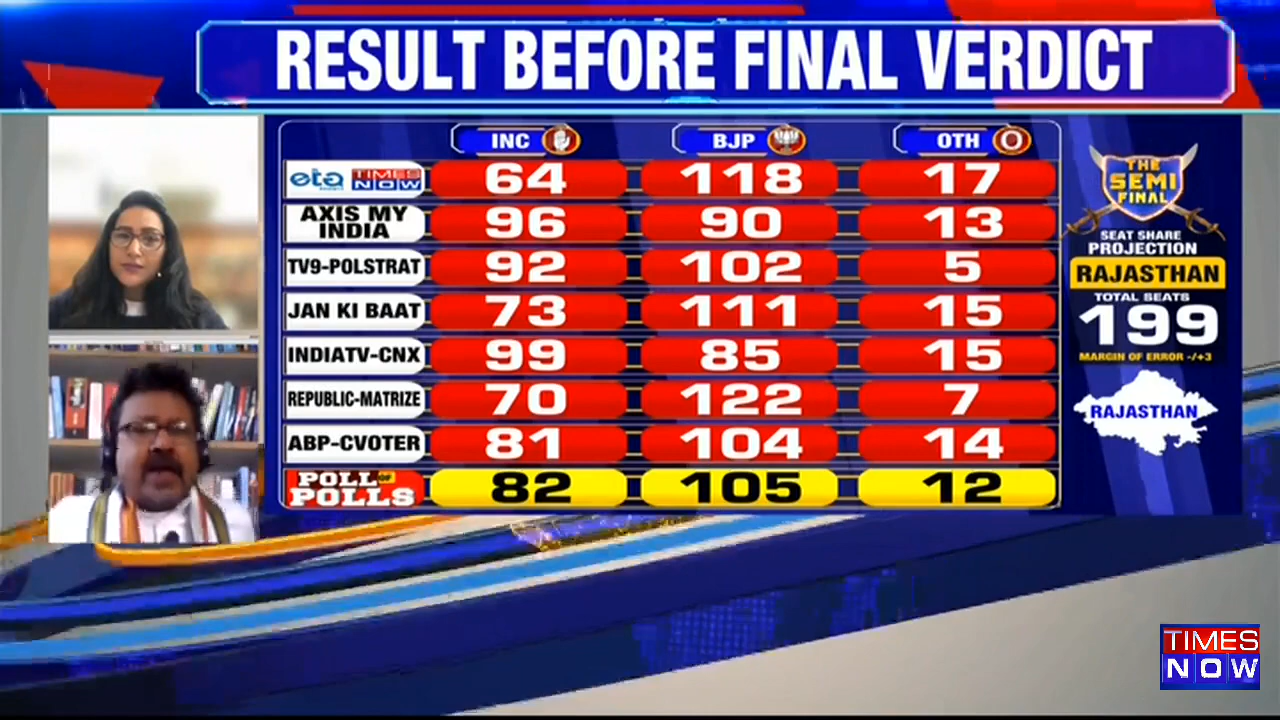 RESULT BEFORE FINAL VERDICT
INC BJP OTH
etg TIMES NOW 64 118 17
AXIS MY INDIA 96 90 13
TV9-POLSTRAT 92 102 5
JAN KI BAAT 73 111 15
INDIATV-CNX 99 85 15
REPUBLIC-MATRIZE 70 122 7
ABP-CVOTER 81 104 14
POLL OF POLLS 82 105 12
THE
SEMI
FINAL
SEAT SHARE
PROJECTION
RAJASTHAN
TOTAL SEATS
199
MARGIN OF ERROR -/+3
RAJASTHAN
TIMES
NOW